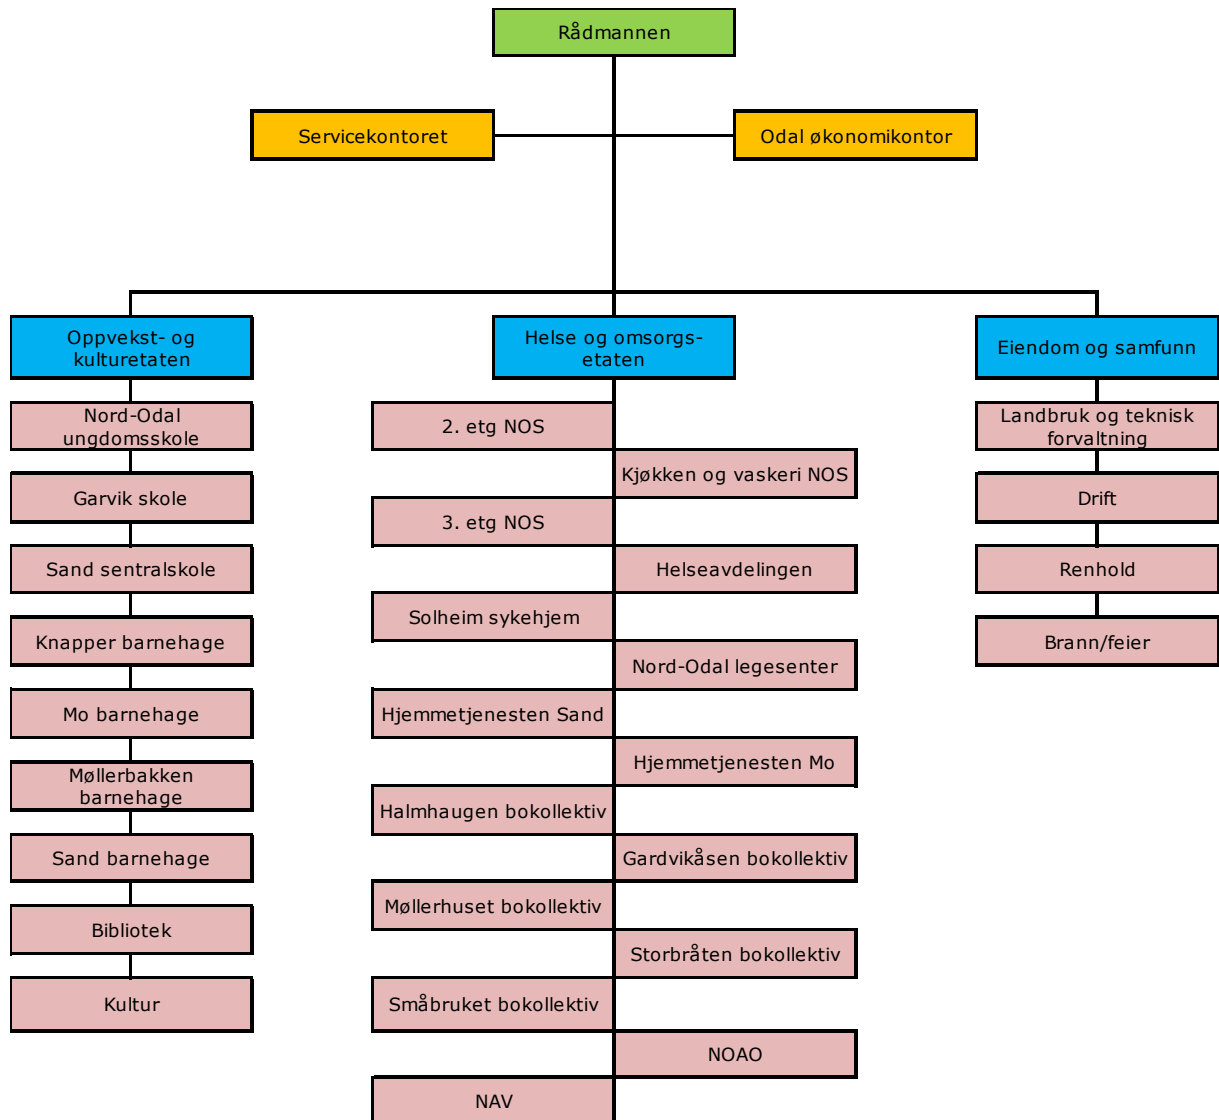 Rådmannen
Servicekontoret
Odal økonomikontor
Oppvekst- og
kulturetaten
Nord-Odal
ungdomsskole
Garvik skole
Sand sentralskole
Knapper barnehage
Mo barnehage
Møllerbakken
barnehage
Sand barnehage
Bibliotek
Kultur
Helse og omsorgs-
etaten
2. etg NOS
Kjøkken og vaskeri NOS
3. etg NOS
Helseavdelingen
Solheim sykehjem
Nord-Odal legesenter
Hjemmetjenesten Sand
Hjemmetjenesten Mo
Halmhaugen bokollektiv
Gardvikåsen bokollektiv
Møllerhuset bokollektiv
Storbråten bokollektiv
Småbruket bokollektiv
NOAO
NAV
Eiendom og samfunn
Landbruk og teknisk
forvaltning
Drift
Renhold
Brann/feier